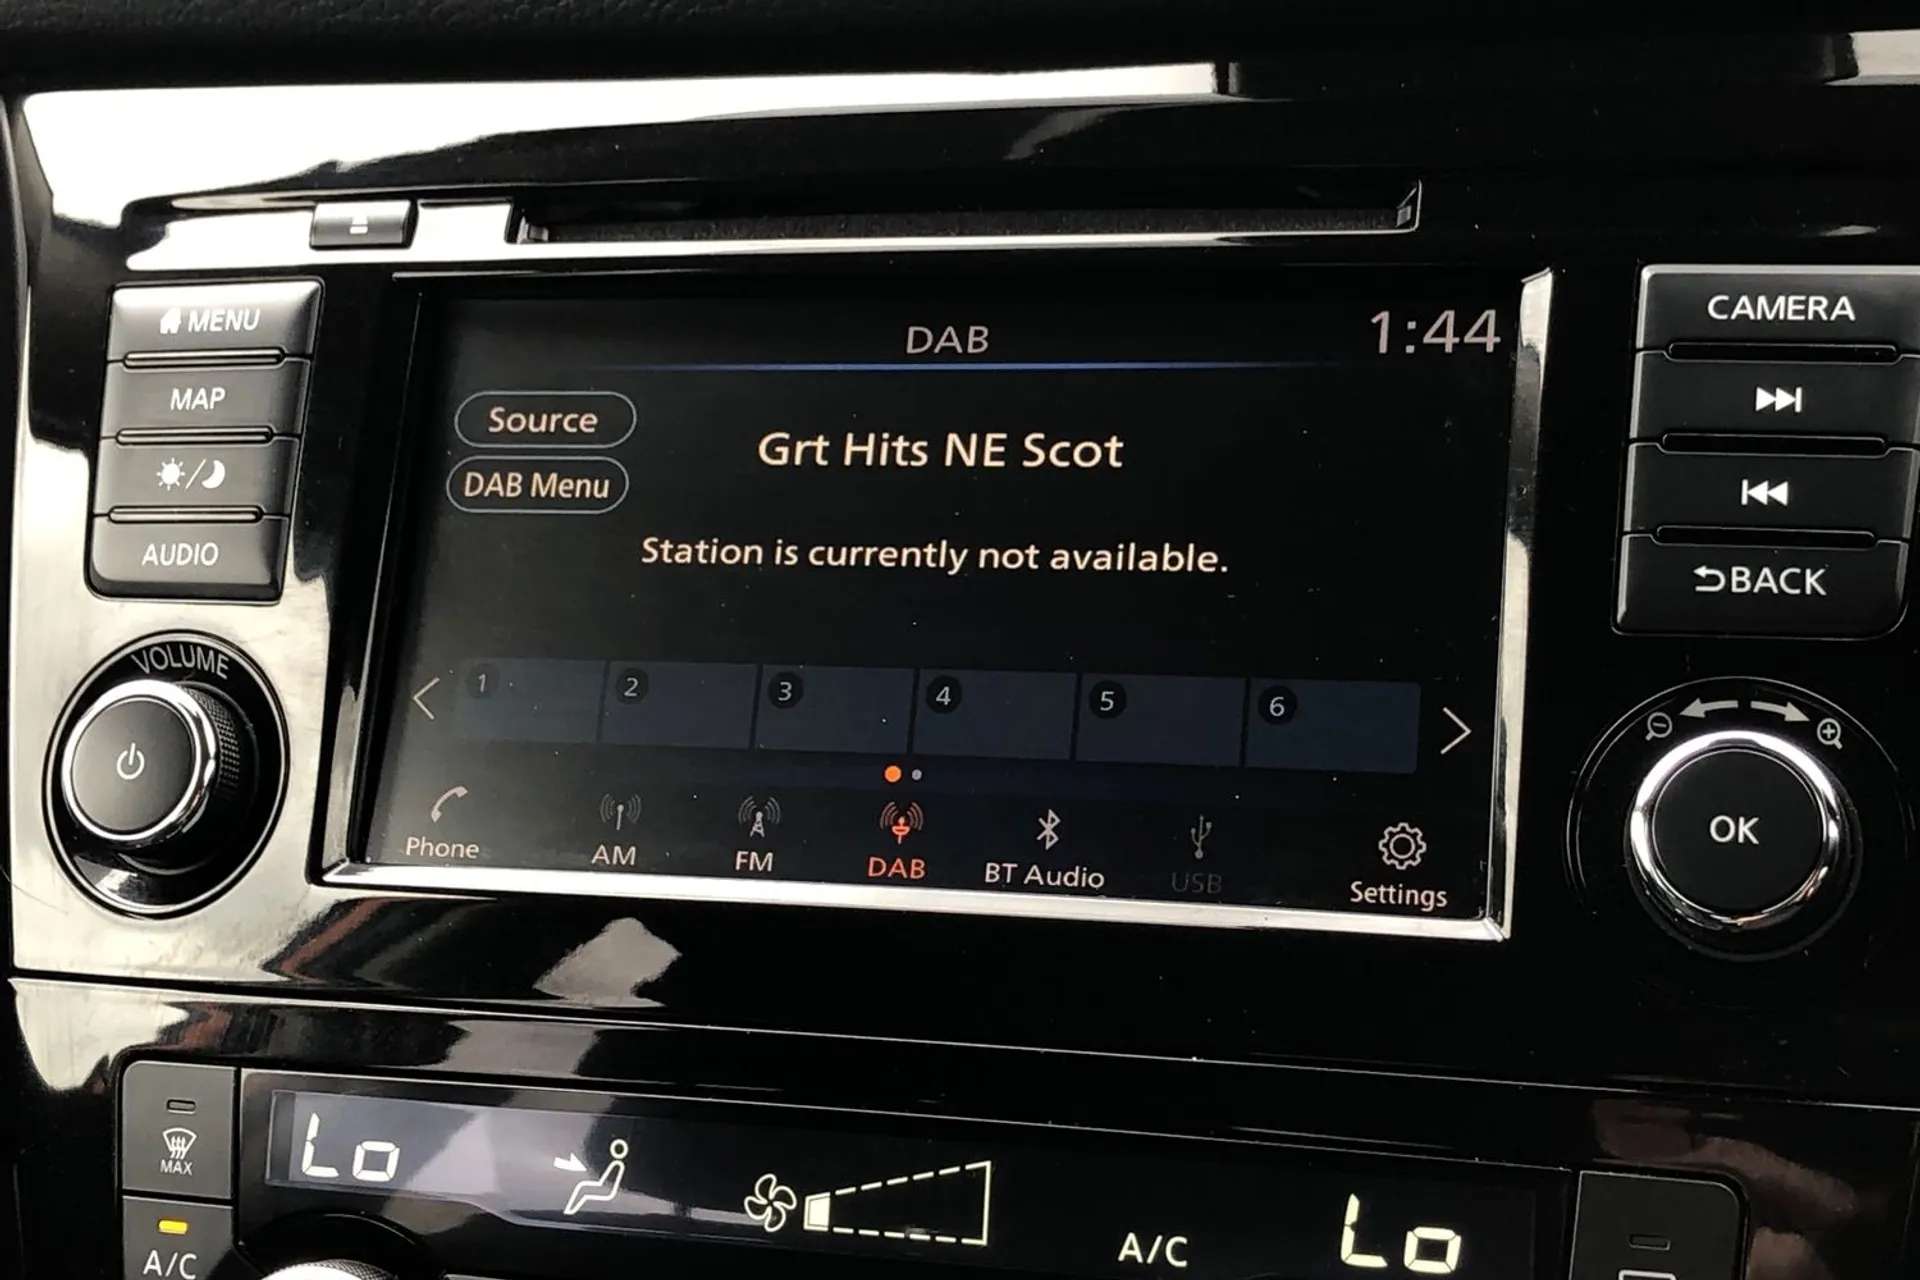 MENU
MAP
AUDIO
VOLUME
DAB
1:44
Source
DAB Menu
Grt Hits NE Scot
Station is currently not available.
1 2 3 4 5 6
Phone AM FM DAB BT Audio USB Settings
CAMERA
BACK
OK
MAX
A/C
Lo
A/C
Lo